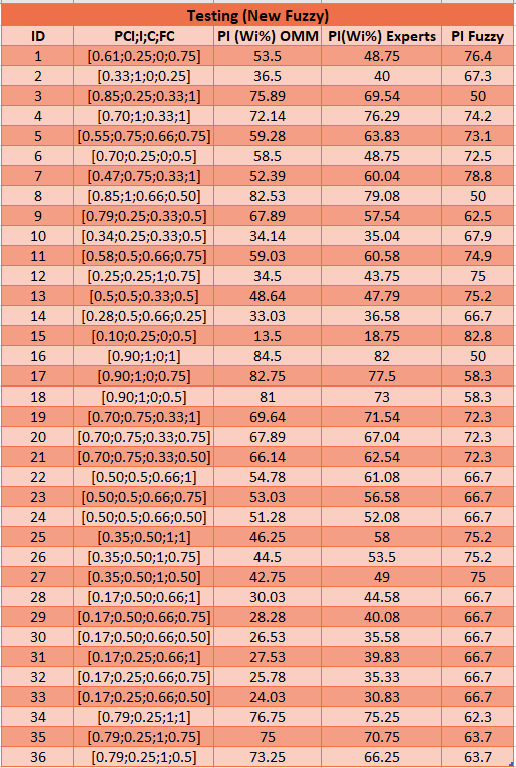 Testing (New Fuzzy)
ID PCI;I;C;FC PI (Wi%) OMM PI(Wi%) Experts PI Fuzzy
1 [0.61;0.25;0;0.75] 53.5 48.75 76.4
2 [0.33;1;0;0.25] 36.5 40 67.3
3 [0.85;0.25;0.33;1] 75.89 69.54 50
4 [0.70;1;0.33;1] 72.14 76.29 74.2
5 [0.55;0.75;0.66;0.75] 59.28 63.83 73.1
6 [0.70;0.25;0;0.5] 58.5 48.75 72.5
7 [0.47;0.75;0.33;1] 52.39 60.04 78.8
8 [0.85;1;0.66;0.50] 82.53 79.08 50
9 [0.79;0.25;0.33;0.5] 67.89 57.54 62.5
10 [0.34;0.25;0.33;0.5] 34.14 35.04 67.9
11 [0.58;0.5;0.66;0.75] 59.03 60.58 74.9
12 [0.25;0.25;1;0.75] 34.5 43.75 75
13 [0.5;0.5;0.33;0.5] 48.64 47.79 75.2
14 [0.28;0.5;0.66;0.25] 33.03 36.58 66.7
15 [0.10;0.25;0;0.5] 13.5 18.75 82.8
16 [0.90;1;0;1] 84.5 82 50
17 [0.90;1;0;0.75] 82.75 77.5 58.3
18 [0.90;1;0;0.5] 81 73 58.3
19 [0.70;0.75;0.33;1] 69.64 71.54 72.3
20 [0.70;0.75;0.33;0.75] 67.89 67.04 72.3
21 [0.70;0.75;0.33;0.50] 66.14 62.54 72.3
22 [0.50;0.5;0.66;1] 54.78 61.08 66.7
23 [0.50;0.5;0.66;0.75] 53.03 56.58 66.7
24 [0.50;0.5;0.66;0.50] 51.28 52.08 66.7
25 [0.35;0.50;1;1] 46.25 58 75.2
26 [0.35;0.50;1;0.75] 44.5 53.5 75.2
27 [0.35;0.50;1;0.50] 42.75 49 75
28 [0.17;0.50;0.66;1] 30.03 44.58 66.7
29 [0.17;0.50;0.66;0.75] 28.28 40.08 66.7
30 [0.17;0.50;0.66;0.50] 26.53 35.58 66.7
31 [0.17;0.25;0.66;1] 27.53 39.83 66.7
32 [0.17;0.25;0.66;0.75] 25.78 35.33 66.7
33 [0.17;0.25;0.66;0.50] 24.03 30.83 66.7
34 [0.79;0.25;1;1] 76.75 75.25 62.3
35 [0.79;0.25;1;0.75] 75 70.75 63.7
36 [0.79;0.25;1;0.5] 73.25 66.25 63.7